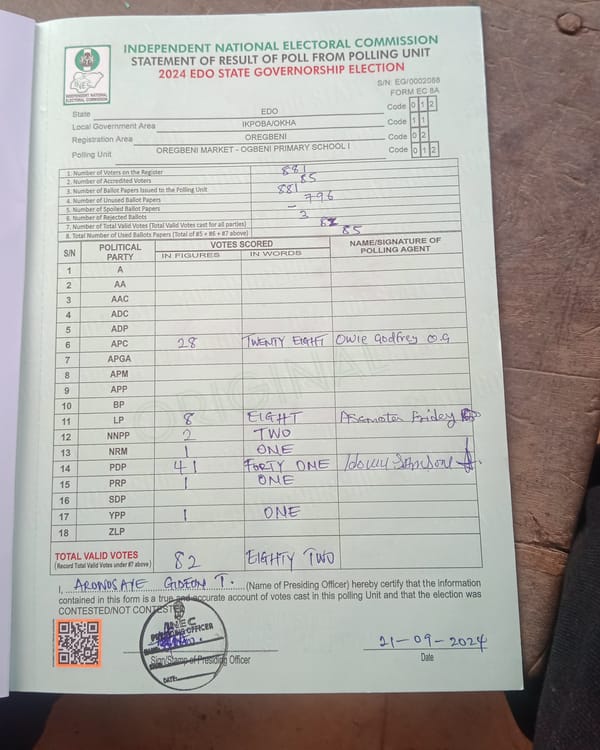 INDEPENDENT NATIONAL ELECTORAL COMMISSION
STATEMENT OF RESULT OF POLL FROM POLLING UNIT
2024 EDO STATE GOVERNORSHIP ELECTION
INEC
INDEPENDENT NATIONAL
ELECTORAL COMMISSION
S/N: EG/0002088
FORM EC 8A
State EDO Code 0 1 2
Local Government Area IKPOBA/OKHA Code 1 1
Registration Area OREGBENI Code 0 2
Polling Unit OREGBENI MARKET - OGBENI PRIMARY SCHOOL I Code 0 1 2
1. Number of Voters on the Register 881
2. Number of Accredited Voters 85
3. Number of Ballot Papers Issued to the Polling Unit 881
4. Number of Unused Ballot Papers 796
5. Number of Spoiled Ballot Papers –
6. Number of Rejected Ballots 3
7. Number of Total Valid Votes (Total Valid Votes cast for all parties) 82
8. Total Number of Used Ballots Papers (Total of #5 + #6 + #7 above) 85
S/N POLITICAL PARTY VOTES SCORED NAME/SIGNATURE OF POLLING AGENT
IN FIGURES IN WORDS
1 A
2 AA
3 AAC
4 ADC
5 ADP
6 APC 28 TWENTY EIGHT Owie Godfrey O.G
7 APGA
8 APM
9 APP
10 BP
11 LP 8 EIGHT Friday
12 NNPP 2 TWO
13 NRM 1 ONE
14 PDP 41 FORTY ONE
15 PRP 1 ONE
16 SDP
17 YPP 1 ONE
18 ZLP
ORIGINAL
TOTAL VALID VOTES 82 EIGHTY TWO
(Record Total Valid Votes under #7 above)
I, ARONOSAYE GIDEON T. (Name of Presiding Officer) hereby certify that the information
contained in this form is a true and accurate account of votes cast in this polling Unit and that the election was
CONTESTED/NOT CONTESTED
INEC
PRESIDING OFFICER
DATE:
21-09-2024
Sign/Stamp of Presiding Officer Date